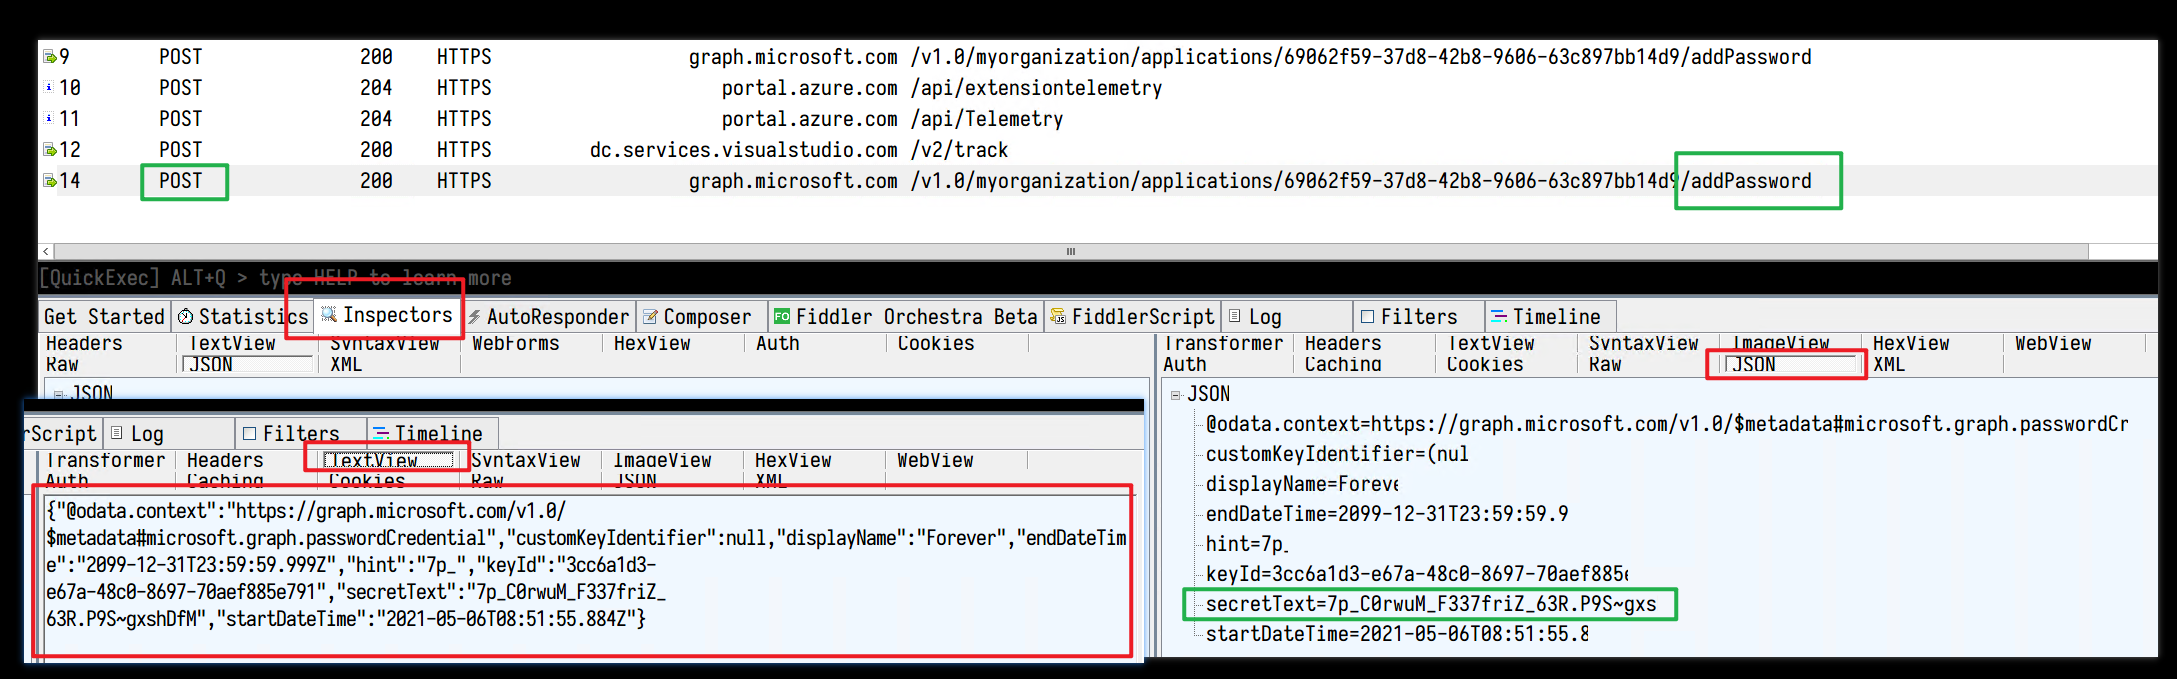 9 POST 200 HTTPS graph.microsoft.com /v1.0/myorganization/applications/69062f59-37d8-42b8-9606-63c897bb14d9/addPassword
10 POST 204 HTTPS portal.azure.com /api/extensiontelemetry
11 POST 204 HTTPS portal.azure.com /api/Telemetry
12 POST 200 HTTPS dc.services.visualstudio.com /v2/track
14 POST 200 HTTPS graph.microsoft.com /v1.0/myorganization/applications/69062f59-37d8-42b8-9606-63c897bb14d9/addPassword
[QuickExec] ALT+Q > type HELP to learn more
Get Started Statistics Inspectors AutoResponder Composer FO Fiddler Orchestra Beta FiddlerScript Log Filters Timeline
Headers TextView SyntaxView WebForms HexView Auth Cookies
Raw JSON XML
JSON
Transformer Headers TextView SyntaxView ImageView HexView WebView
Auth Caching Cookies Raw JSON XML
JSON
@odata.context=https://graph.microsoft.com/v1.0/$metadata#microsoft.graph.passwordCr
customKeyIdentifier=(nul
displayName=Foreve
endDateTime=2099-12-31T23:59:59.9
hint=7p_
keyId=3cc6a1d3-e67a-48c0-8697-70aef885e
secretText=7p_C0rwuM_F337friZ_63R.P9S~gxs
startDateTime=2021-05-06T08:51:55.8
rScript Log Filters Timeline
Transformer Headers TextView SyntaxView ImageView HexView WebView
Auth Caching Cookies Raw JSON XML
{"@odata.context":"https://graph.microsoft.com/v1.0/
$metadata#microsoft.graph.passwordCredential","customKeyIdentifier":null,"displayName":"Forever","endDateTim
e":"2099-12-31T23:59:59.999Z","hint":"7p_","keyId":"3cc6a1d3-
e67a-48c0-8697-70aef885e791","secretText":"7p_C0rwuM_F337friZ_
63R.P9S~gxshDfM","startDateTime":"2021-05-06T08:51:55.884Z"}